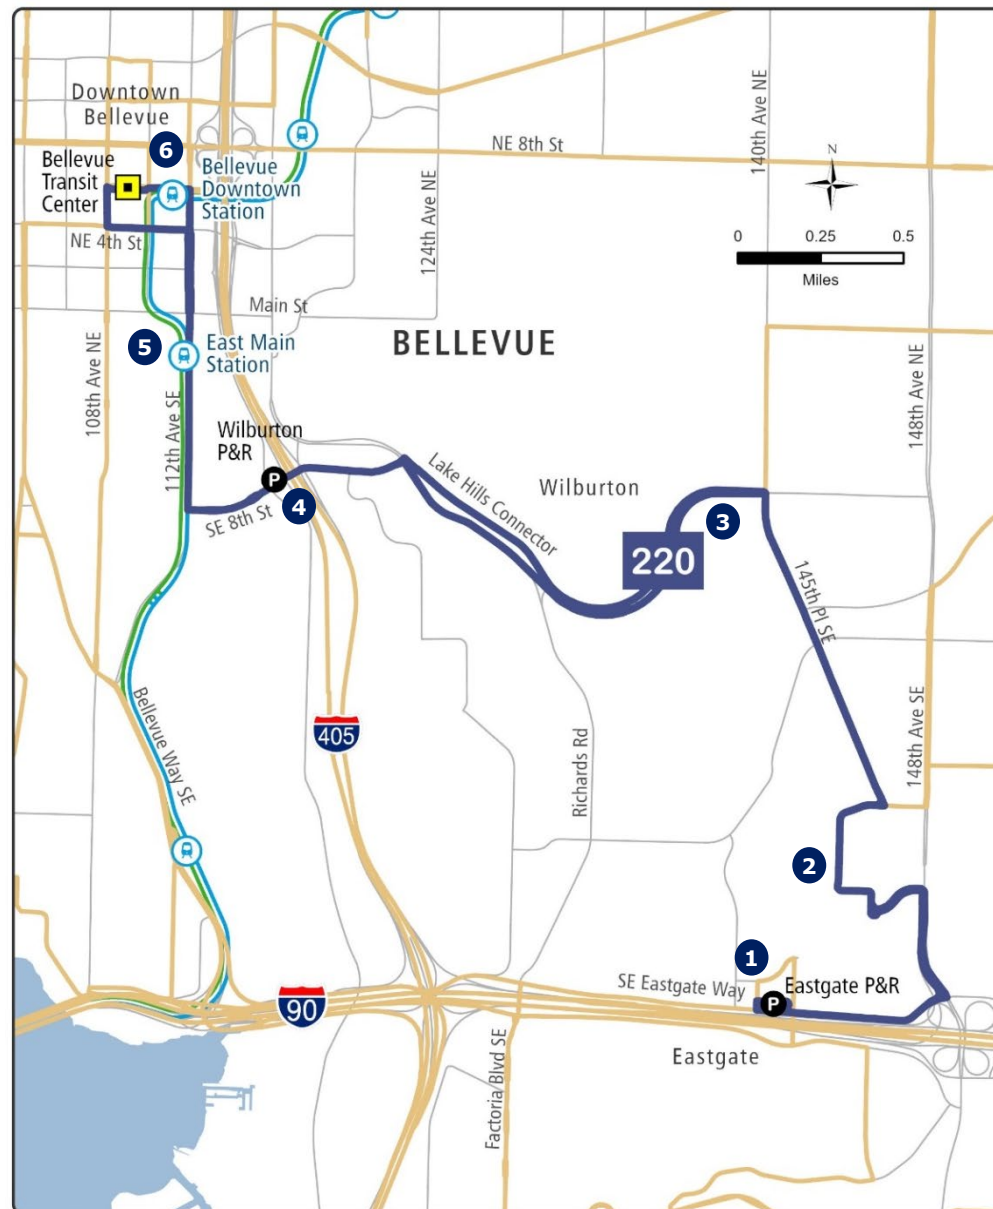 Downtown
Bellevue
6
Bellevue
Transit
Center
Bellevue
Downtown
Station
NE 8th St
140th Ave NE
N
NE 4th St
124th Ave NE
0 0.25 0.5
Miles
Main St
5
East Main
Station
BELLEVUE
108th Ave NE
112th Ave SE
148th Ave NE
Wilburton
P&R
P
4
SE 8th St
Lake Hills Connector
Wilburton
3
220
145th Pl SE
Bellevue Way SE
405
Richards Rd
148th Ave SE
2
1
SE Eastgate Way
Eastgate P&R
P
90
Eastgate
Factoria Blvd SE